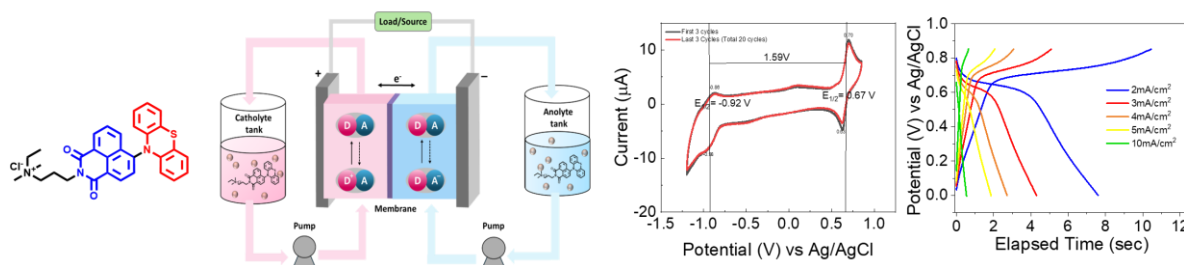 Cl-
N
N
O
O
N
S
Load/Source
+
e-
−
Catholyte
tank
Anolyte
tank
D A
D A
D A
D A
Membrane
Pump
Pump
First 3 cycles
Last 3 Cycles (Total 20 cycles)
1.59V
E1/2= -0.92 V
E1/2= 0.67 V
10
0
-10
-20
Current (μA)
-1.0 -0.5 0.0 0.5 1.0
Potential (V) vs Ag/AgCl
1.0
0.8
0.6
0.4
0.2
0.0
Potential (V) vs Ag/AgCl
2mA/cm2
3mA/cm2
4mA/cm2
5mA/cm2
10mA/cm2
0 2 4 6 8 10 12
Elapsed Time (sec)